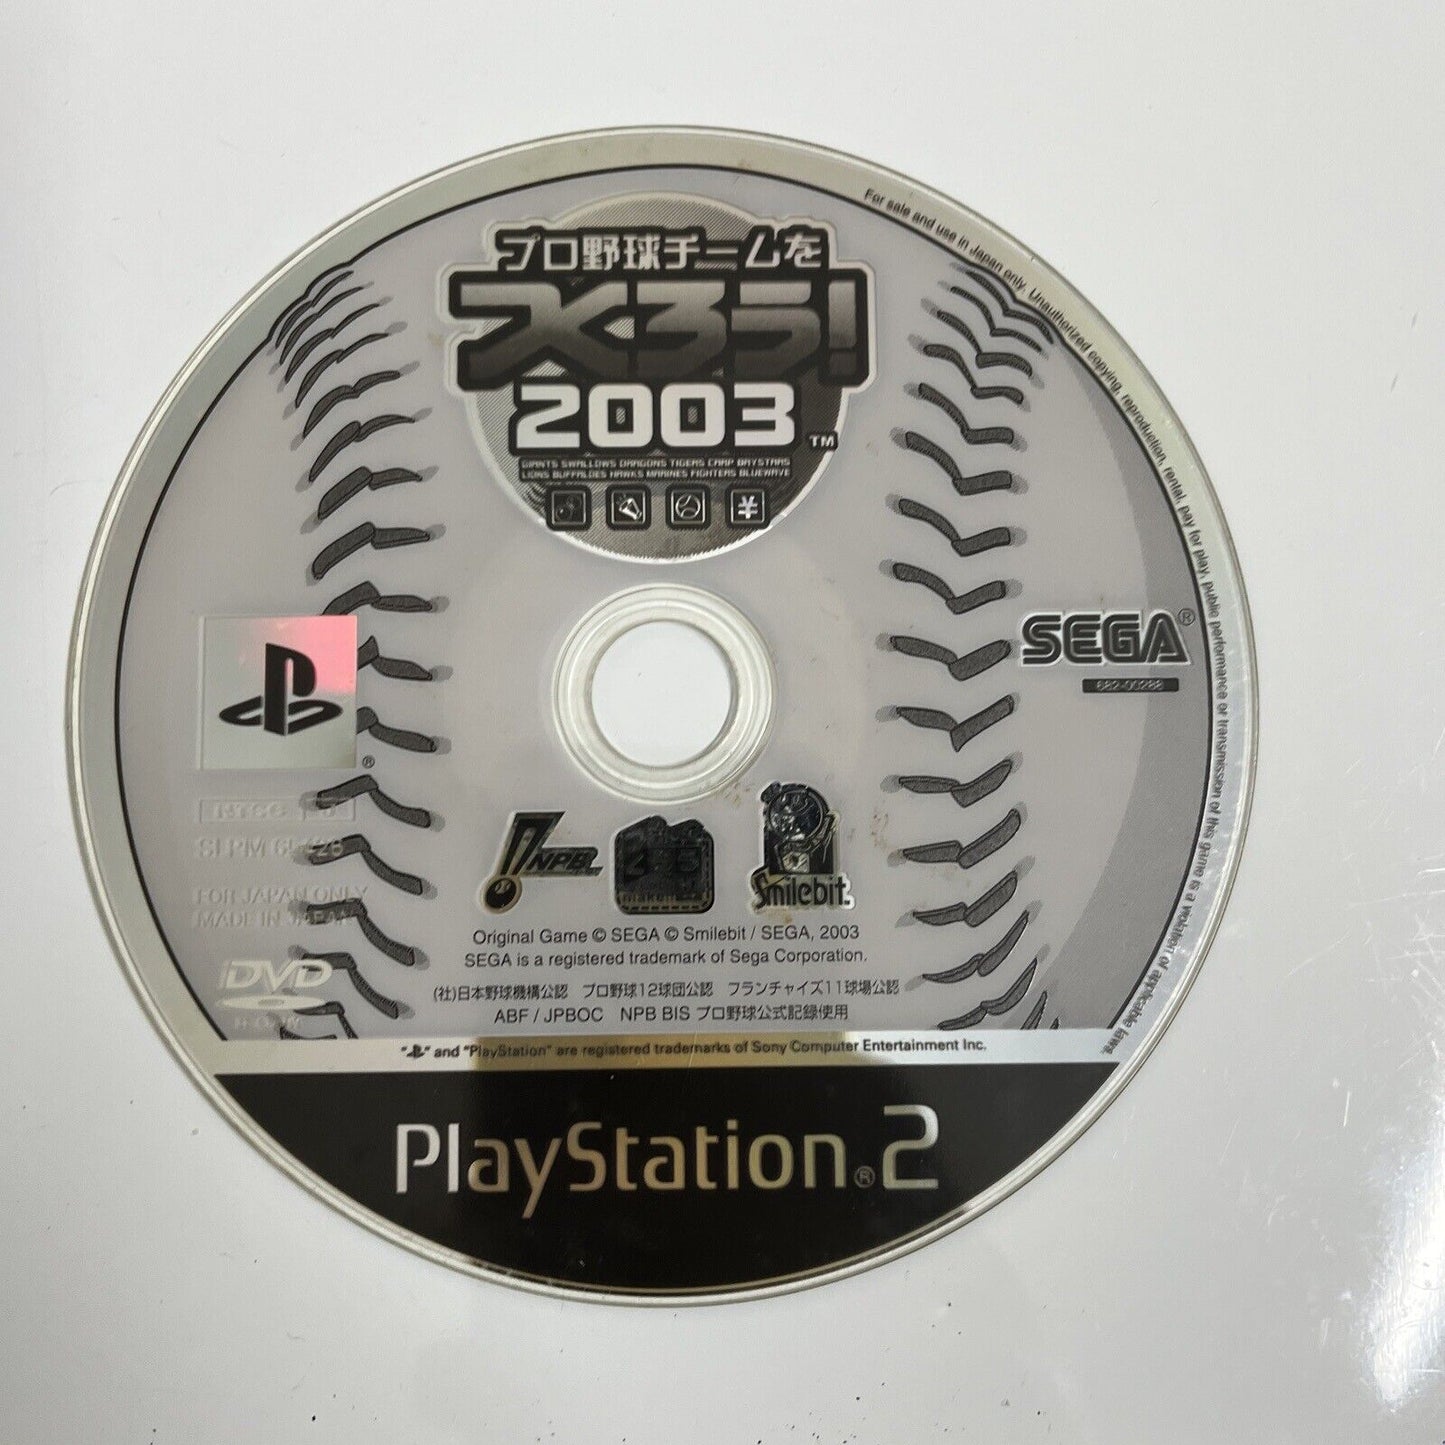 プロ野球チームを
つくろう!
2003
TM
GIANTS SWALLOWS DRAGONS TIGERS CARP BAYSTARS
LIONS BUFFALOES HAWKS MARINES FIGHTERS BLUEWAVE
¥
For sale and use in Japan only. Unauthorized copying, reproduction, rental, pay for play, public performance or transmission of this game is a violation of applicable laws.
SEGA®
682-00288
®
NTSC J
SLPM
FOR JAPAN ONLY
MADE IN JAPAN
DVD
NPB
Smilebit.
Original Game © SEGA © Smilebit / SEGA, 2003
SEGA is a registered trademark of Sega Corporation.
(社)日本野球機構公認 プロ野球12球団公認 フランチャイズ11球場公認
ABF / JPBOC NPB BIS プロ野球公式記録使用
" " and "PlayStation" are registered trademarks of Sony Computer Entertainment Inc.
PlayStation®2